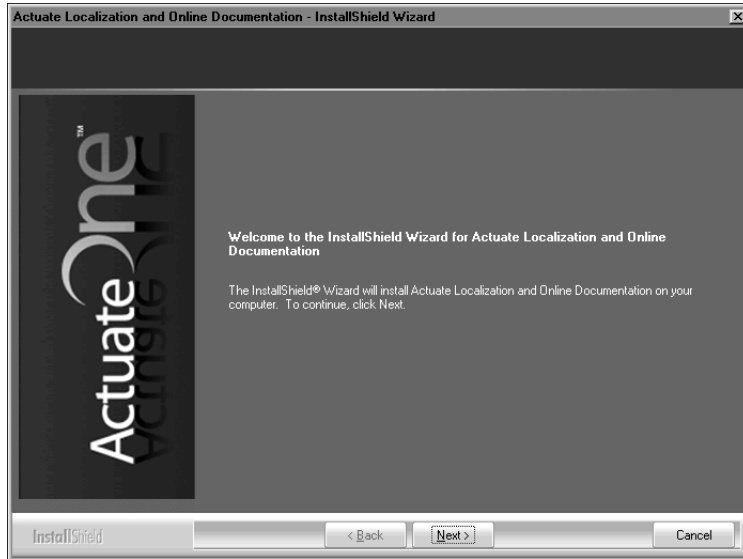 Actuate Localization and Online Documentation - InstallShield Wizard
ActuateOne™
Welcome to the InstallShield Wizard for Actuate Localization and Online
Documentation
The InstallShield® Wizard will install Actuate Localization and Online Documentation on your
computer. To continue, click Next.
InstallShield
< Back
Next >
Cancel